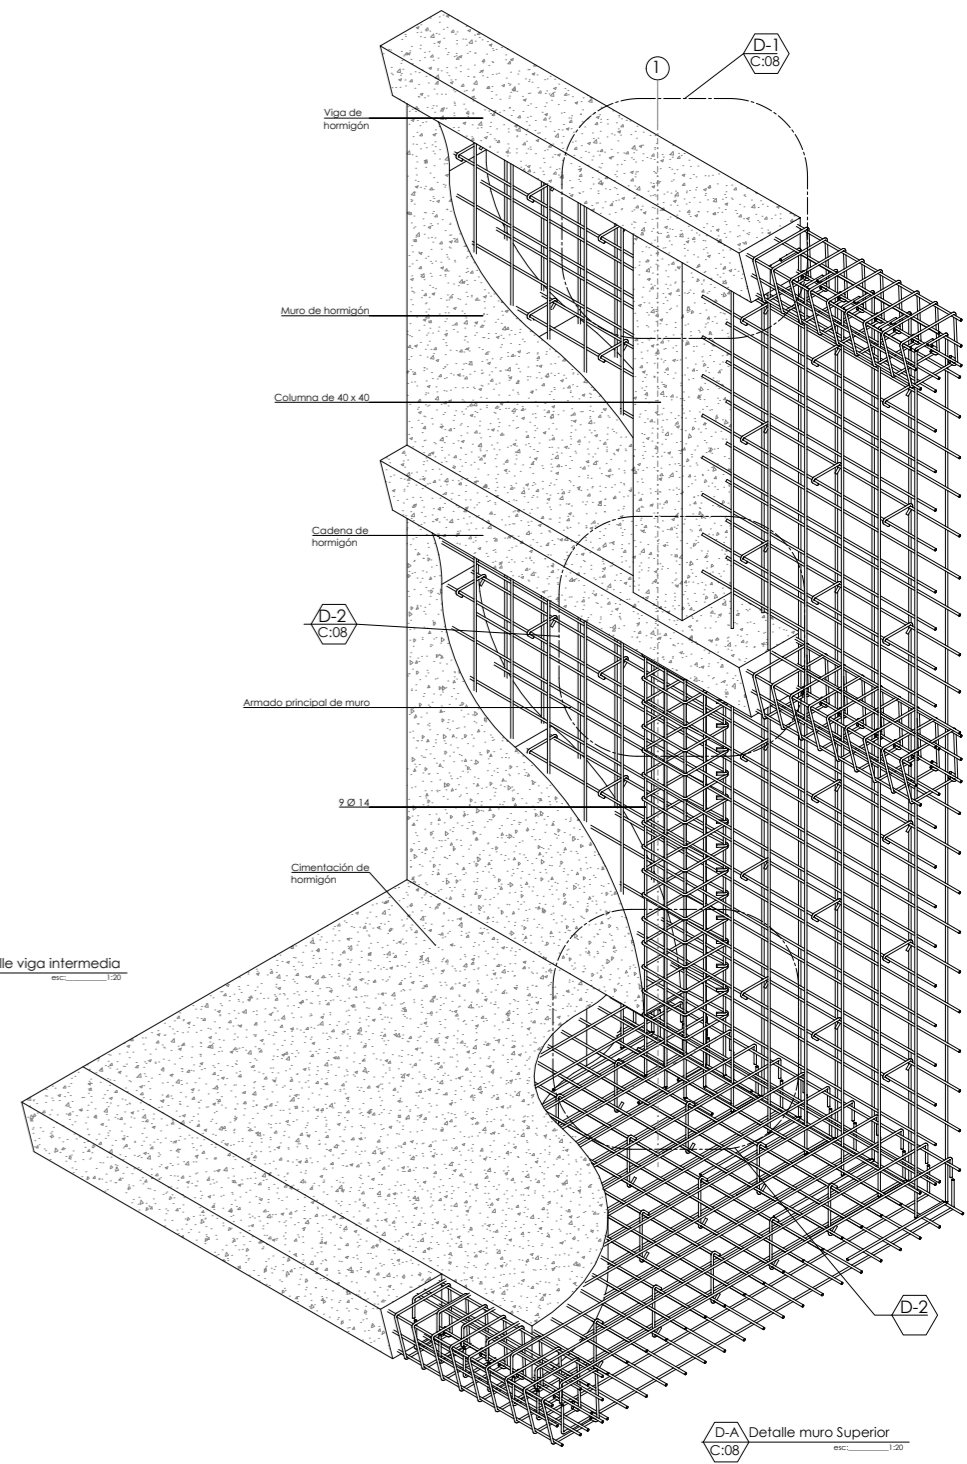 D-1
C:08
1
Viga de
hormigón
Muro de hormigón
Columna de 40 x 40
Cadena de
hormigón
D-2
C:08
Armado principal de muro
9 Ø 14
Cimentación de
hormigón
lle viga intermedia
esc:________1:20
D-2
D-A Detalle muro Superior
C:08 esc:________1:20